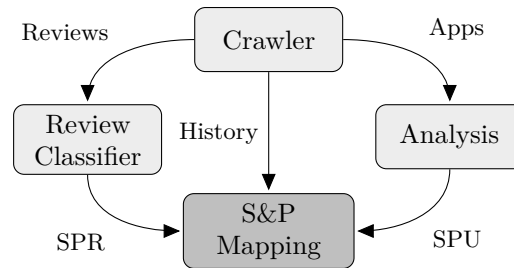 Reviews
Crawler
Apps
Review
Classifier
History
Analysis
S&P
Mapping
SPR
SPU